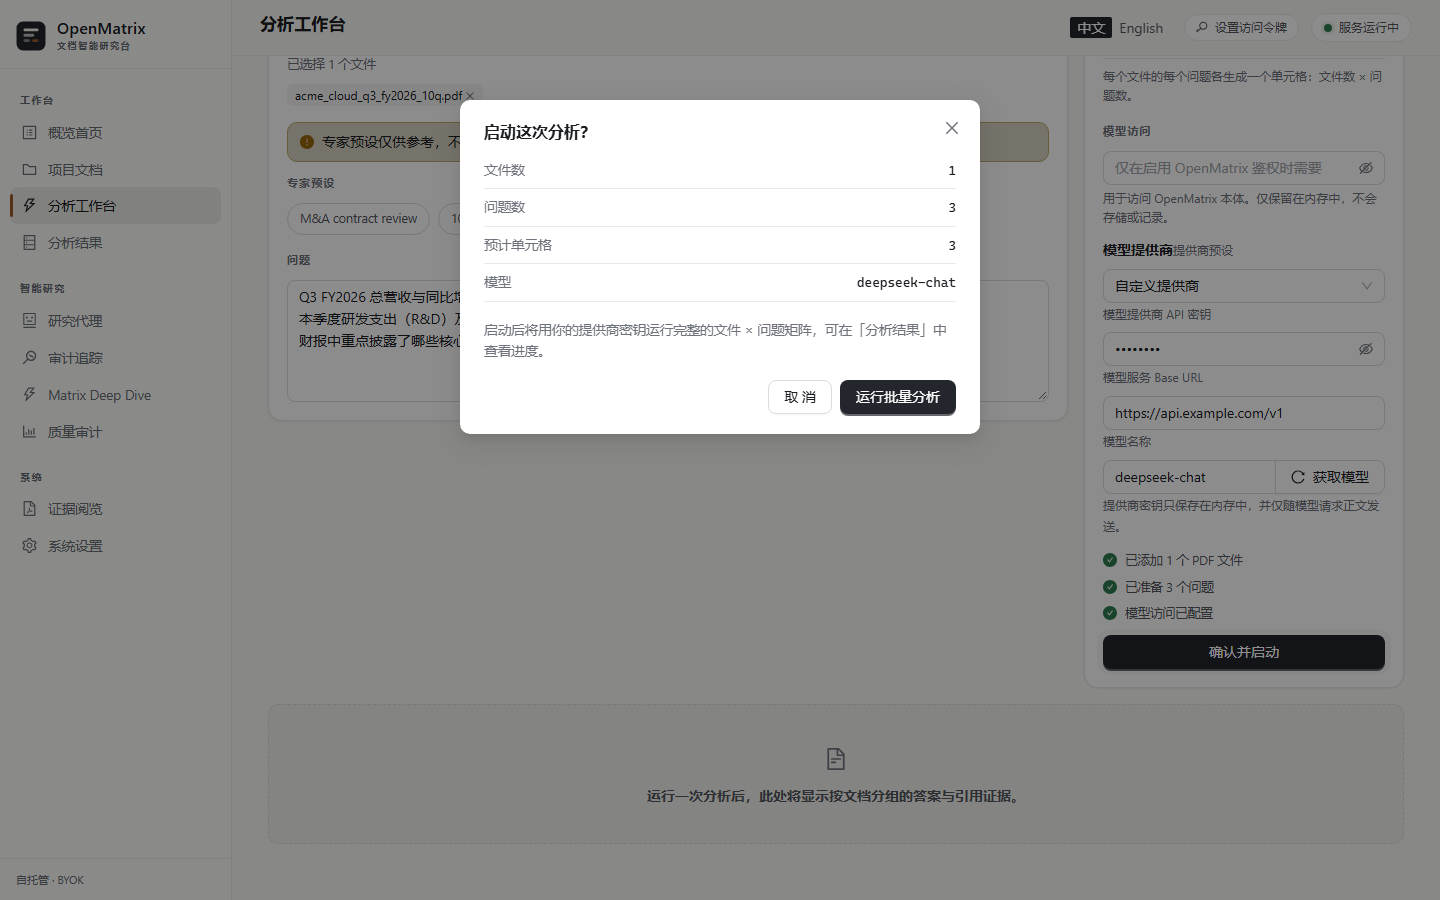 OpenMatrix
文档智能研究台
工作台
概览首页
项目文档
分析工作台
分析结果
智能研究
研究代理
审计追踪
Matrix Deep Dive
质量审计
系统
证据阅览
系统设置
自托管 · BYOK
分析工作台
中文 English
设置访问令牌
服务运行中
已选择 1 个文件
acme_cloud_q3_fy2026_10q.pdf
专家预设仅供参考，不
专家预设
M&A contract review
10
问题
Q3 FY2026 总营收与同比
本季度研发支出（R&D）
财报中重点披露了哪些核心
启动这次分析?
文件数 1
问题数 3
预计单元格 3
模型 deepseek-chat
启动后将用你的提供商密钥运行完整的文件 × 问题矩阵，可在「分析结果」中
查看进度。
取 消
运行批量分析
每个文件的每个问题各生成一个单元格：文件数 × 问
题数。
模型访问
仅在启用 OpenMatrix 鉴权时需要
用于访问 OpenMatrix 本体。仅保留在内存中，不会
存储或记录。
模型提供商提供商预设
自定义提供商
模型提供商 API 密钥
••••••••
模型服务 Base URL
https://api.example.com/v1
模型名称
deepseek-chat
获取模型
提供商密钥只保存在内存中，并仅随模型请求正文发
送。
已添加 1 个 PDF 文件
已准备 3 个问题
模型访问已配置
确认并启动
运行一次分析后，此处将显示按文档分组的答案与引用证据。